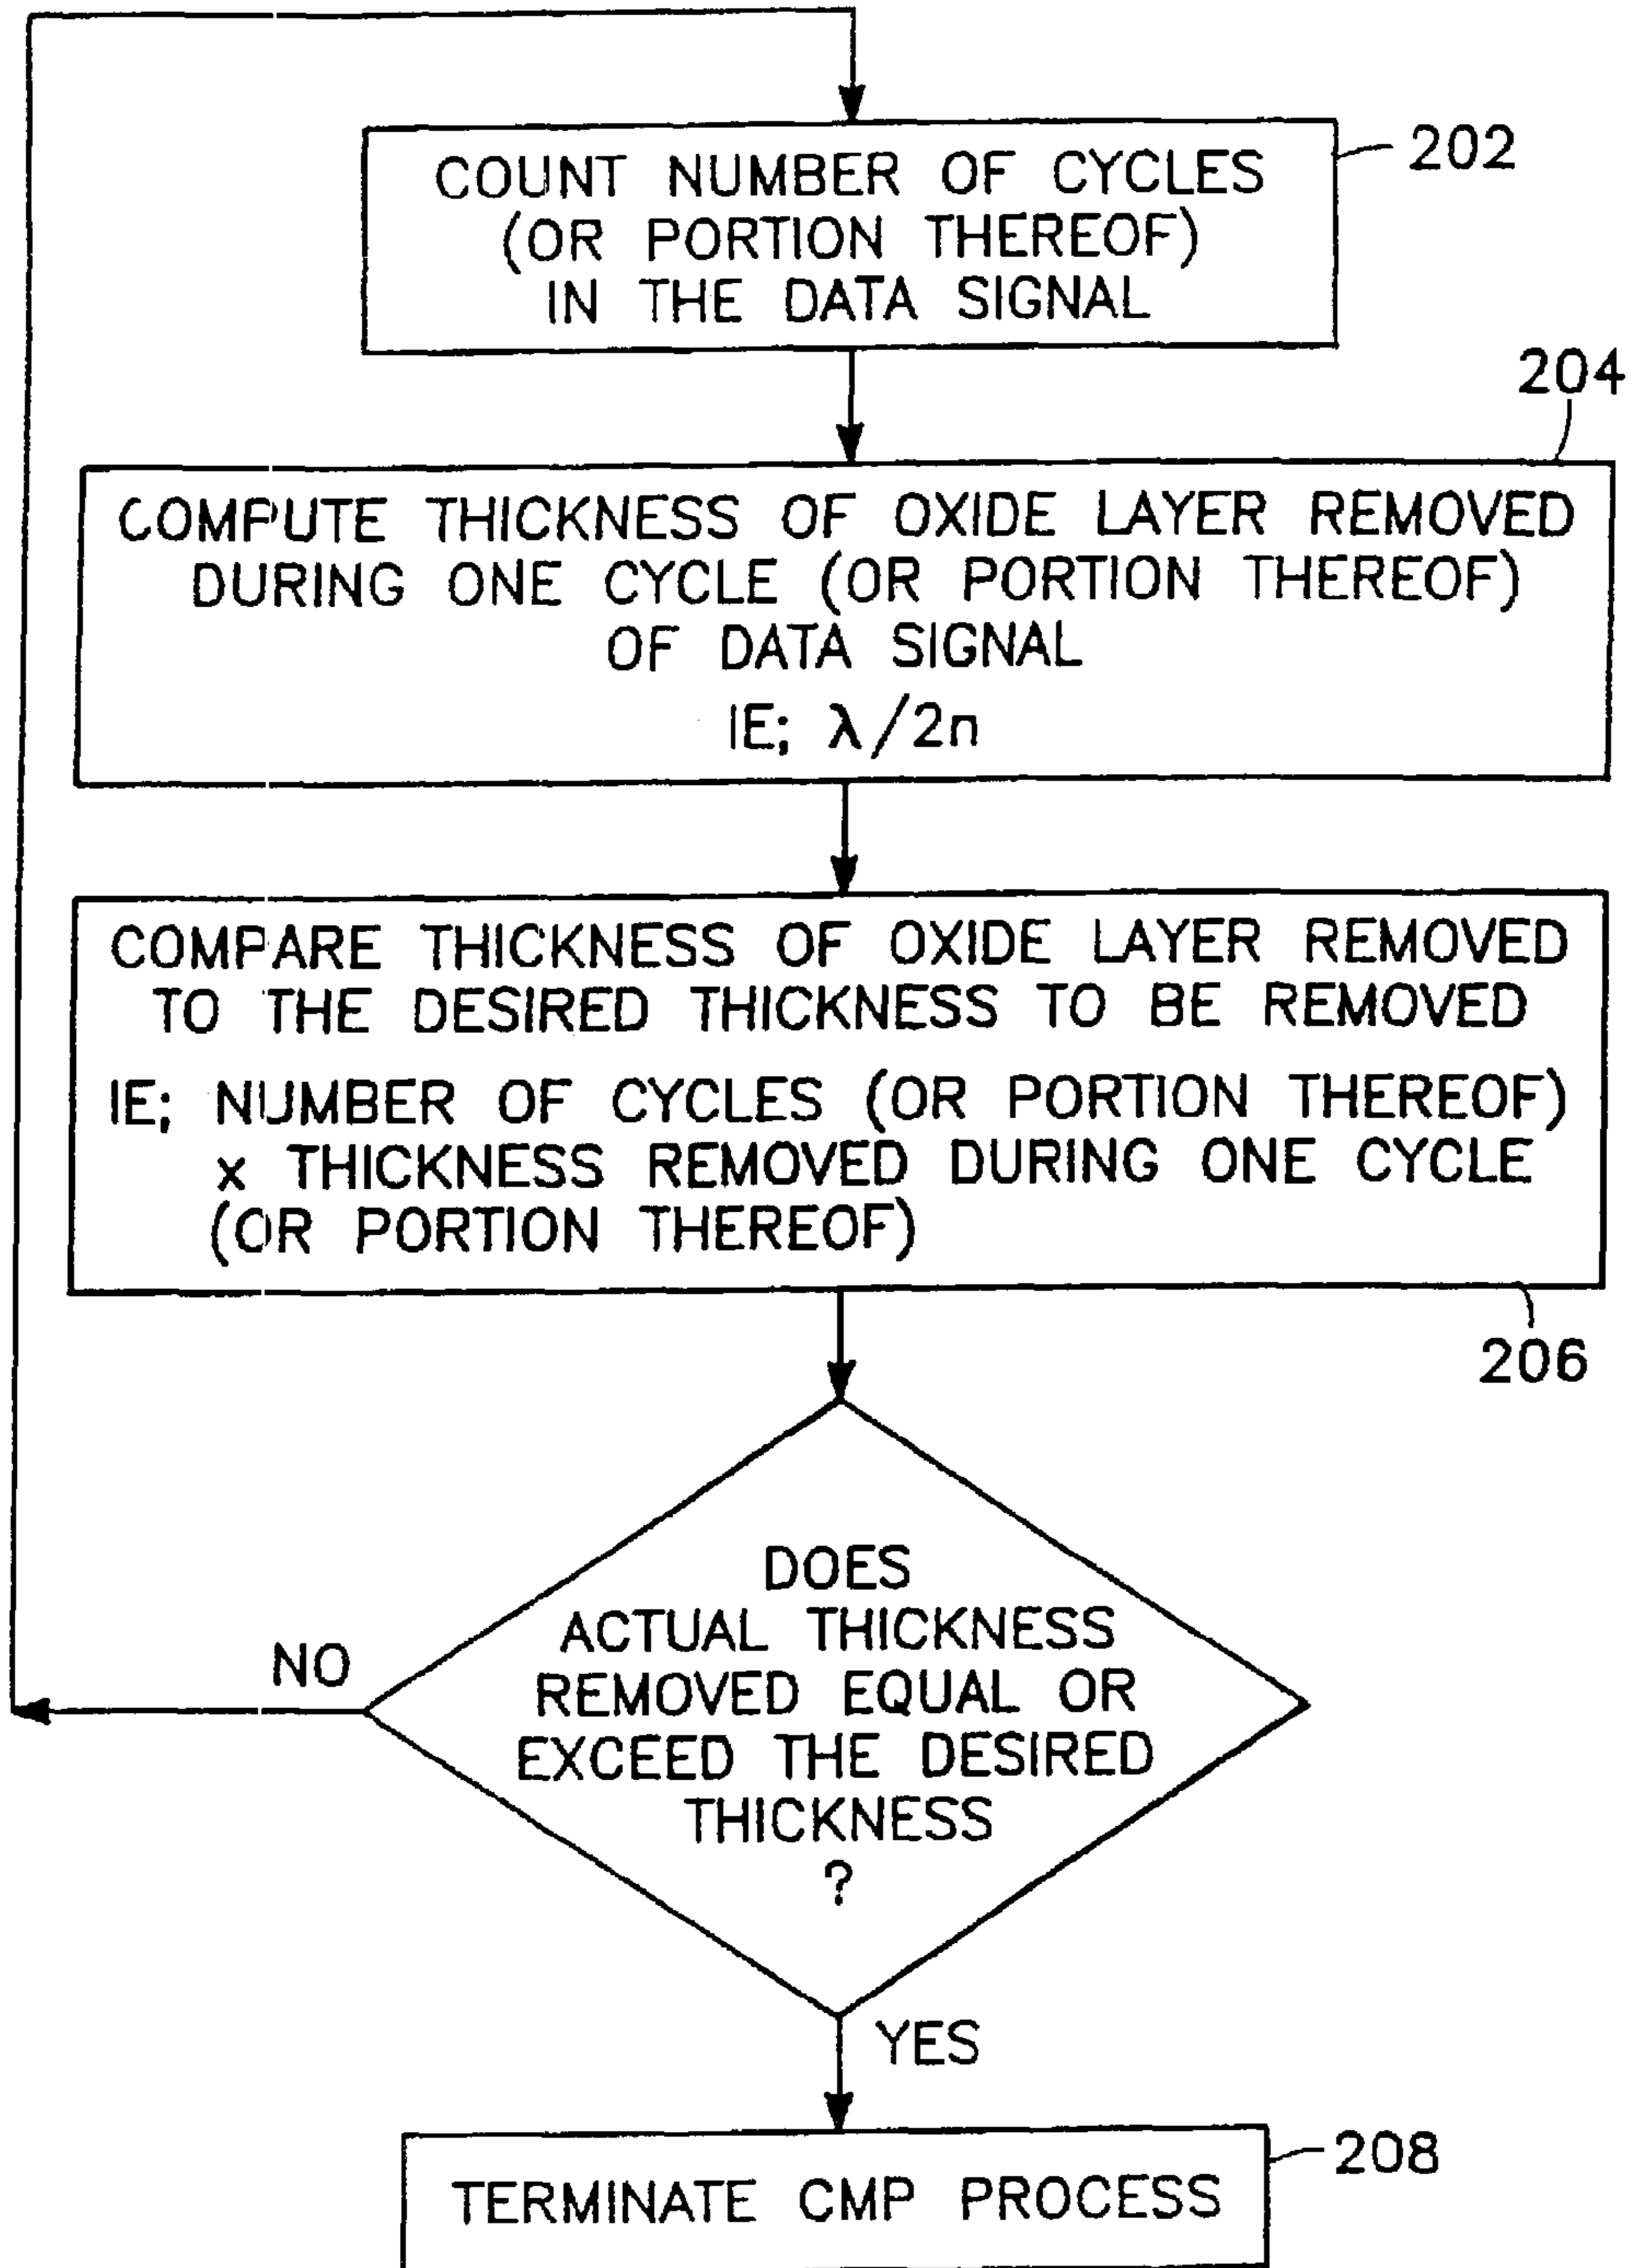 COUNT NUMBER OF CYCLES
(OR PORTION THEREOF)
IN THE DATA SIGNAL
202
204
COMPUTE THICKNESS OF OXIDE LAYER REMOVED
DURING ONE CYCLE (OR PORTION THEREOF)
OF DATA SIGNAL
IE; λ/2n
COMPARE THICKNESS OF OXIDE LAYER REMOVED
TO THE DESIRED THICKNESS TO BE REMOVED
IE; NUMBER OF CYCLES (OR PORTION THEREOF)
x THICKNESS REMOVED DURING ONE CYCLE
(OR PORTION THEREOF)
206
DOES
ACTUAL THICKNESS
REMOVED EQUAL OR
EXCEED THE DESIRED
THICKNESS
?
NO
YES
TERMINATE CMP PROCESS
208